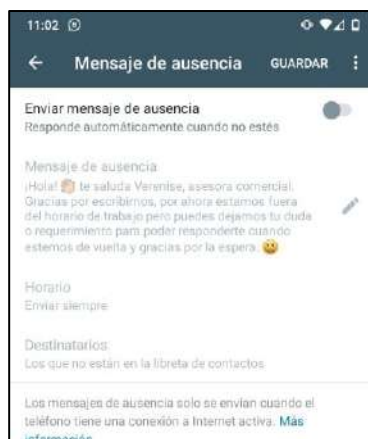 11:02
Mensaje de ausencia GUARDAR
Enviar mensaje de ausencia
Responde automáticamente cuando no
estés
Mensaje de ausencia
¡Hola! 👋 te saluda Verenise, asesora comercial.
Gracias por escribirnos, por ahora estamos fuera
del horario de trabajo pero puedes dejarnos tu duda
o requerimiento para poder responderte cuando
estemos de vuelta y gracias por la espera. 😃
Horario
Enviar siempre
Destinatarios
Los que no están en la libreta de contactos
Los mensajes de ausencia solo se envían cuando el
teléfono tiene una conexión a Internet activa. Más
información